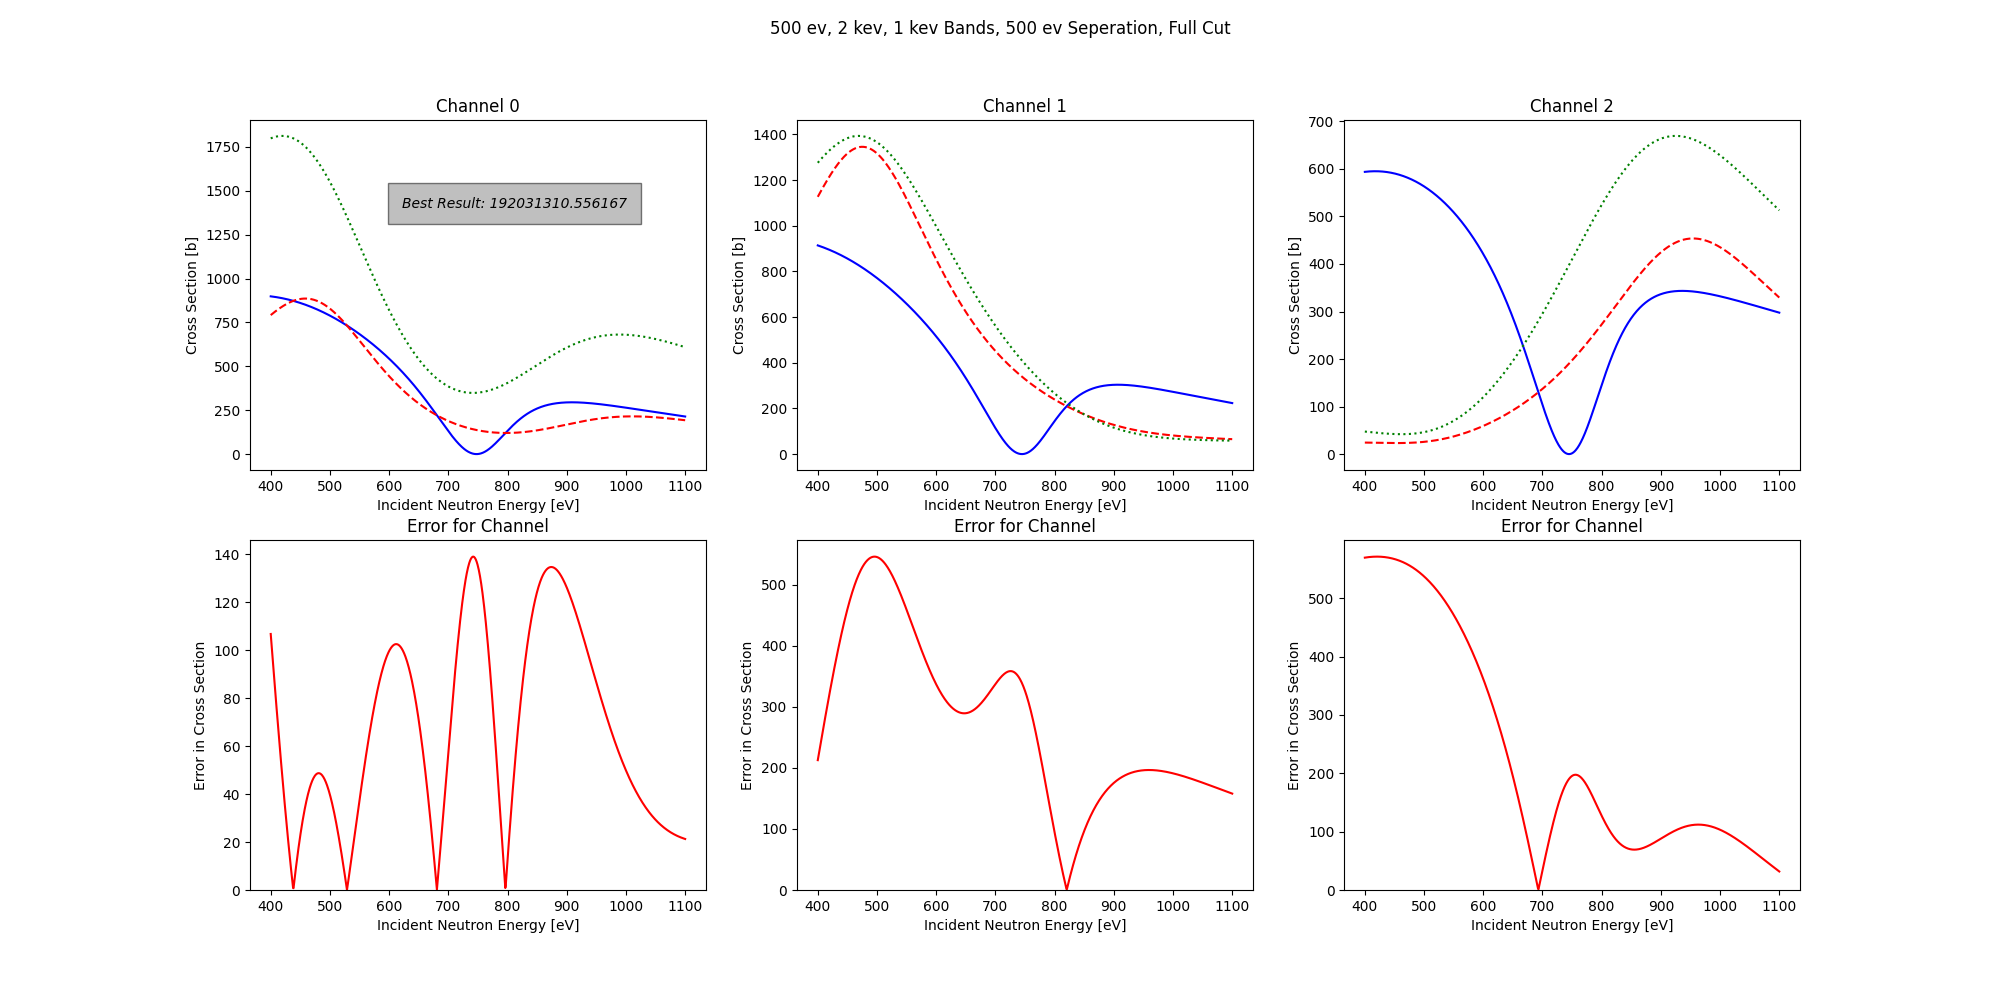 500 ev, 2 kev, 1 kev Bands, 500 ev Seperation, Full Cut
Channel 0
Cross Section [b]
1750
1500
1250
1000
750
500
250
0
Best Result: 192031310.556167
400 500 600 700 800 900 1000 1100
Incident Neutron Energy [eV]
Channel 1
Cross Section [b]
1400
1200
1000
800
600
400
200
0
400 500 600 700 800 900 1000 1100
Incident Neutron Energy [eV]
Channel 2
Cross Section [b]
700
600
500
400
300
200
100
0
400 500 600 700 800 900 1000 1100
Incident Neutron Energy [eV]
Error for Channel
Error in Cross Section
140
120
100
80
60
40
20
0
400 500 600 700 800 900 1000 1100
Incident Neutron Energy [eV]
Error for Channel
Error in Cross Section
500
400
300
200
100
0
400 500 600 700 800 900 1000 1100
Incident Neutron Energy [eV]
Error for Channel
Error in Cross Section
500
400
300
200
100
0
400 500 600 700 800 900 1000 1100
Incident Neutron Energy [eV]